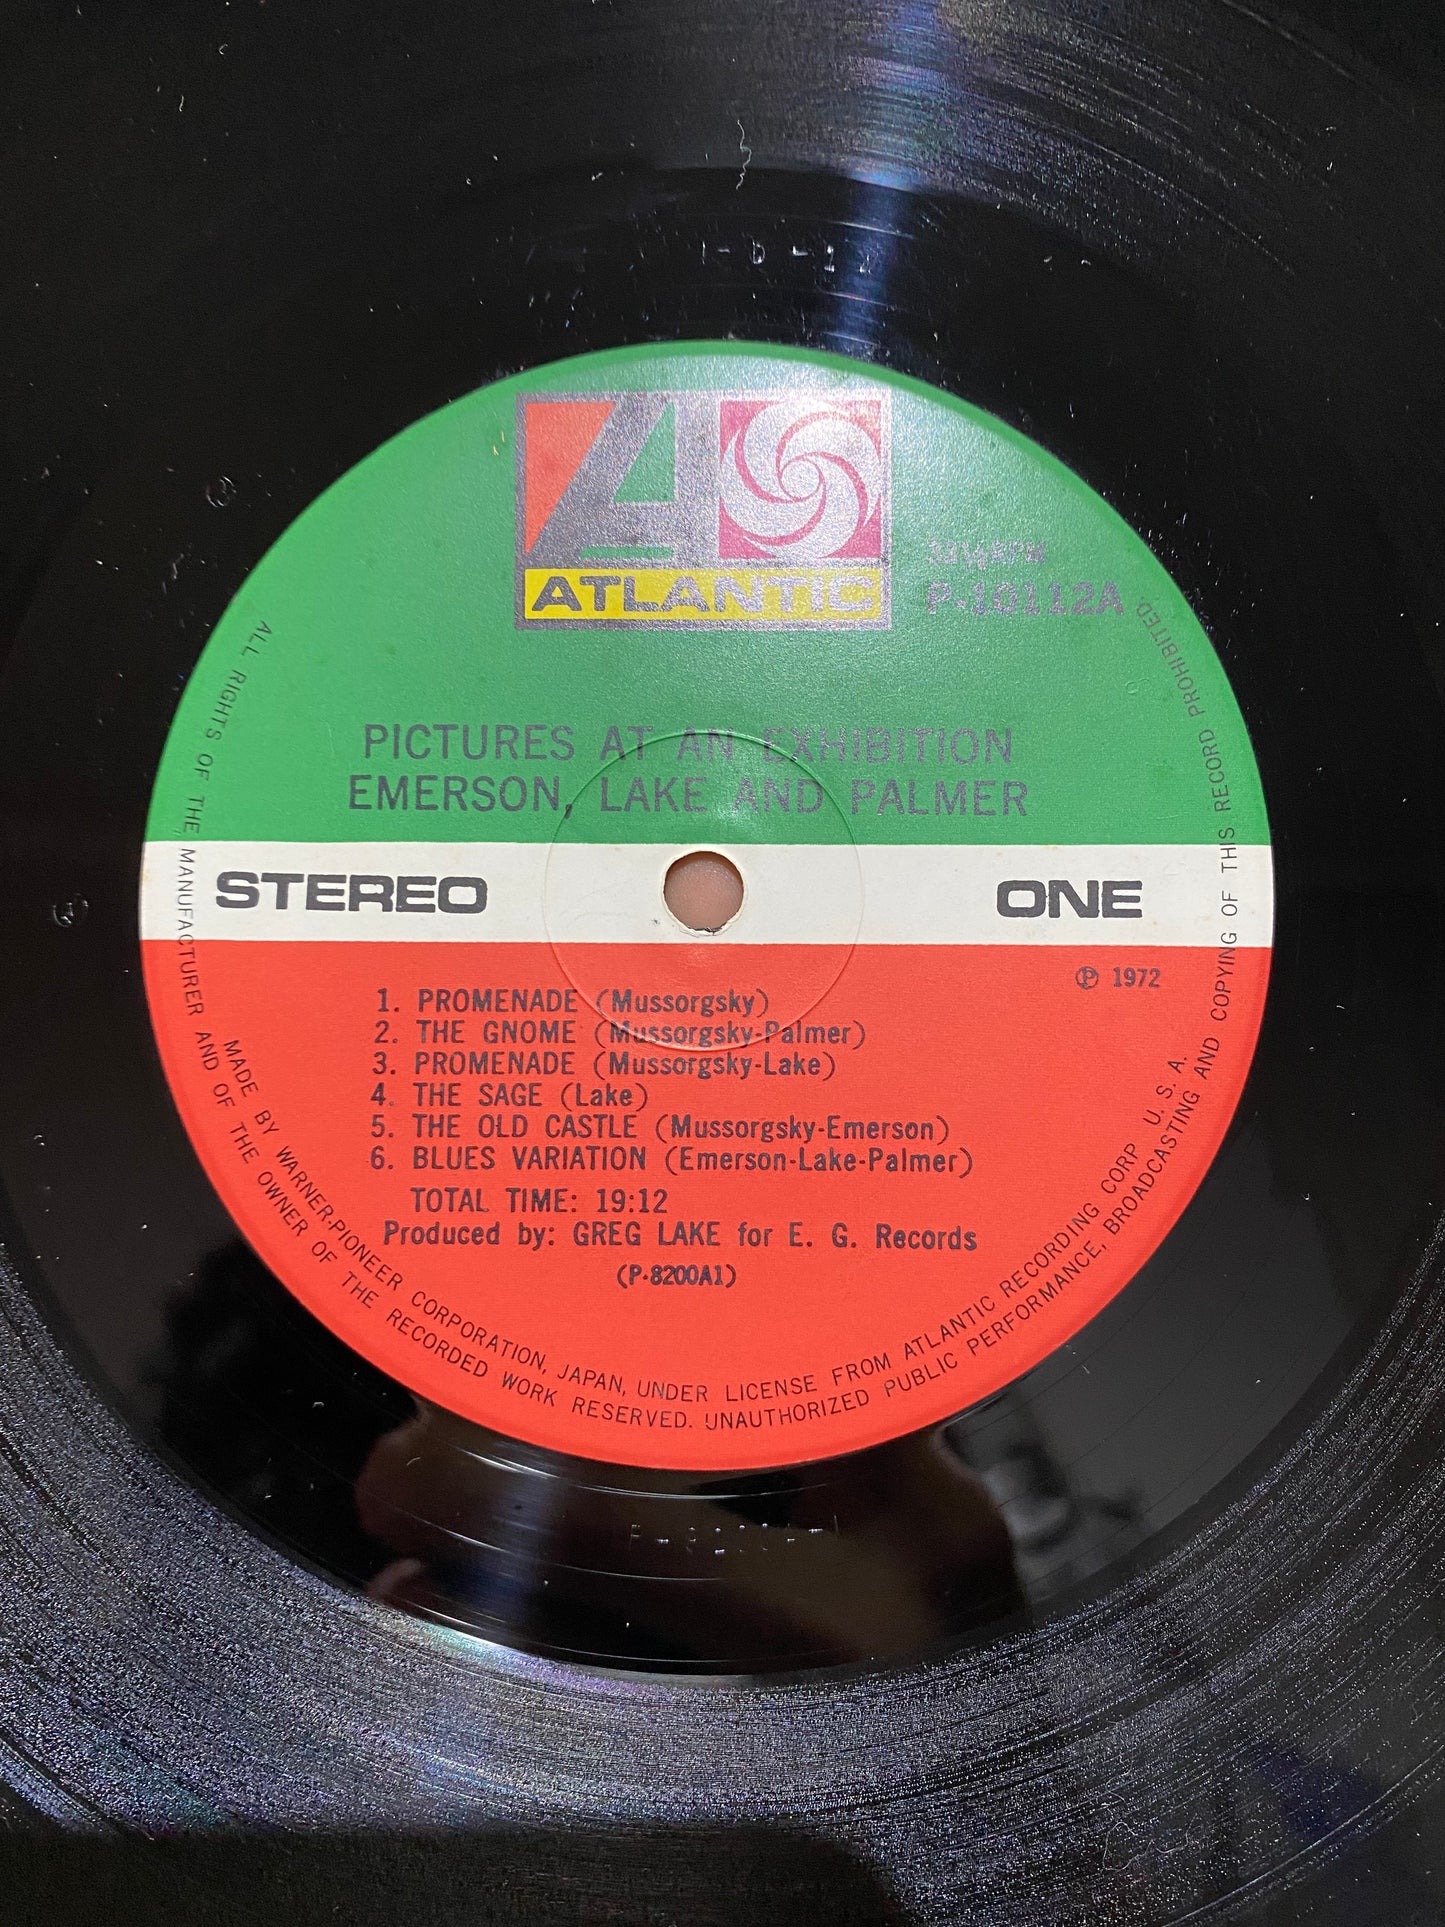 ATLANTIC
33⅓RPM
P-10112A
PICTURES AT AN EXHIBITION
EMERSON, LAKE AND PALMER
STEREO
ONE
Ⓟ 1972
1. PROMENADE (Mussorgsky)
2. THE GNOME (Mussorgsky-Palmer)
3. PROMENADE (Mussorgsky-Lake)
4. THE SAGE (Lake)
5. THE OLD CASTLE (Mussorgsky-Emerson)
6. BLUES VARIATION (Emerson-Lake-Palmer)
TOTAL TIME: 19:12
Produced by: GREG LAKE for E. G. Records
(P-8200A1)
MADE BY WARNER-PIONEER CORPORATION, JAPAN, UNDER LICENSE FROM ATLANTIC RECORDING CORP U. S. A.
ALL RIGHTS OF THE MANUFACTURER AND OF THE OWNER OF THE RECORDED WORK RESERVED. UNAUTHORIZED PUBLIC PERFORMANCE, BROADCASTING AND COPYING OF THIS RECORD PROHIBITED.